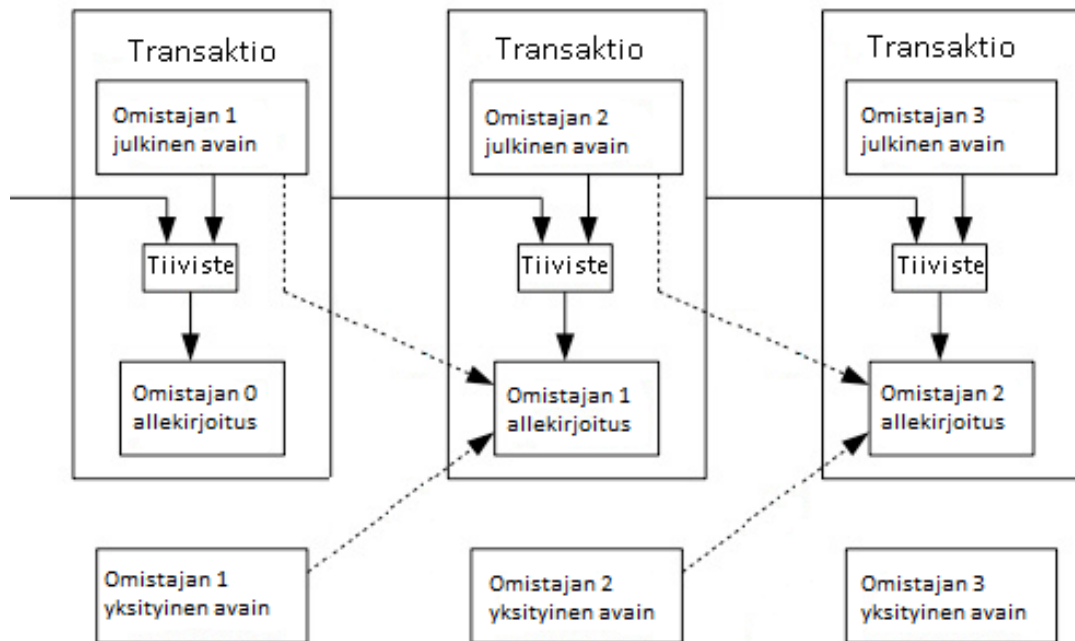 Transaktio
Omistajan 1
julkinen avain
Tiiviste
Omistajan 0
allekirjoitus
Omistajan 1
yksityinen avain
Transaktio
Omistajan 2
julkinen avain
Tiiviste
Omistajan 1
allekirjoitus
Omistajan 2
yksityinen avain
Transaktio
Omistajan 3
julkinen avain
Tiiviste
Omistajan 2
allekirjoitus
Omistajan 3
yksityinen avain